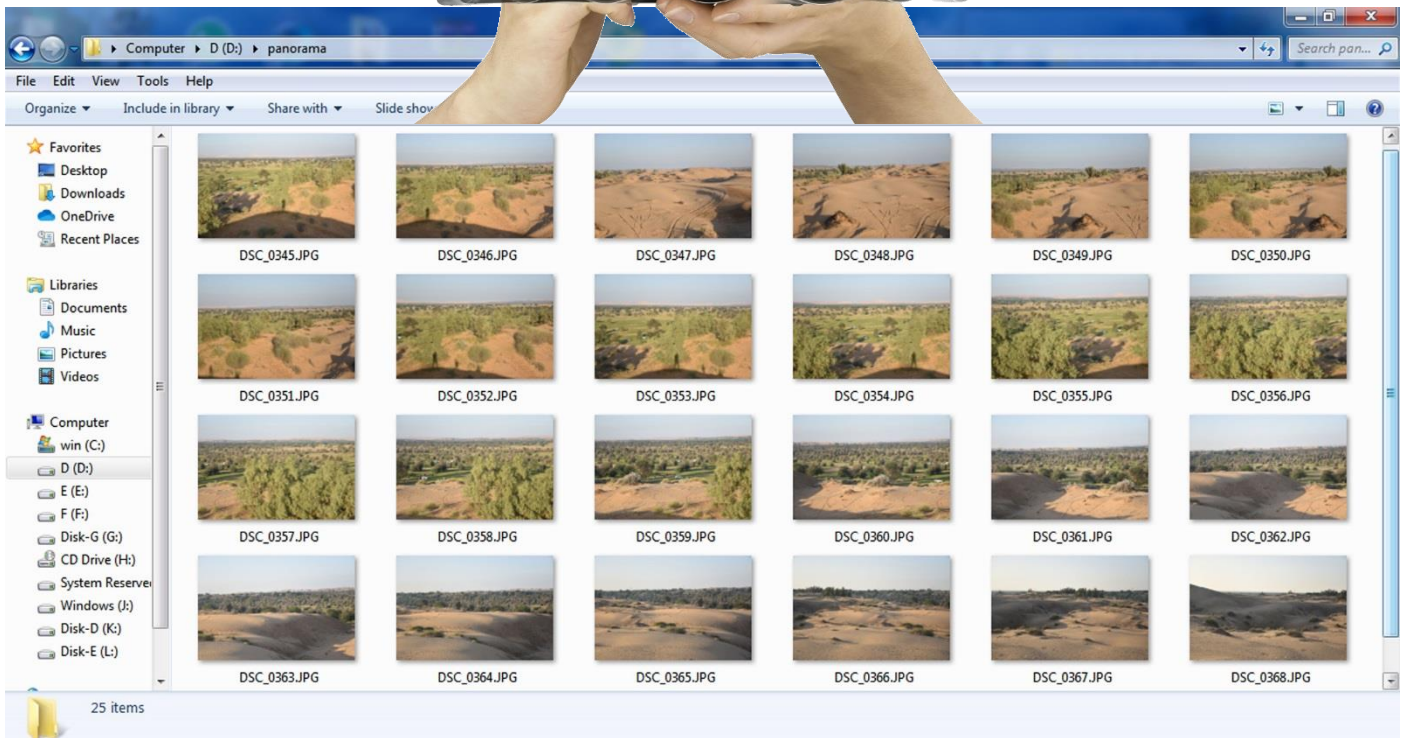 Computer ▸ D (D:) ▸ panorama
Search pan...
File Edit View Tools Help
Organize Include in library Share with Slide show
Favorites
Desktop
Downloads
OneDrive
Recent Places
Libraries
Documents
Music
Pictures
Videos
Computer
win (C:)
D (D:)
E (E:)
F (F:)
Disk-G (G:)
CD Drive (H:)
System Reserve
Windows (J:)
Disk-D (K:)
Disk-E (L:)
DSC_0345.JPG DSC_0346.JPG DSC_0347.JPG DSC_0348.JPG DSC_0349.JPG DSC_0350.JPG
DSC_0351.JPG DSC_0352.JPG DSC_0353.JPG DSC_0354.JPG DSC_0355.JPG DSC_0356.JPG
DSC_0357.JPG DSC_0358.JPG DSC_0359.JPG DSC_0360.JPG DSC_0361.JPG DSC_0362.JPG
DSC_0363.JPG DSC_0364.JPG DSC_0365.JPG DSC_0366.JPG DSC_0367.JPG DSC_0368.JPG
25 items